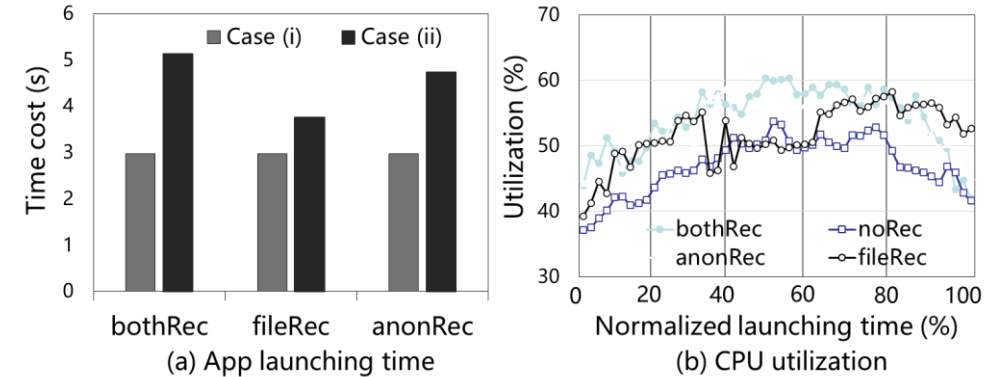 6
5
4
3
2
1
0
Time cost (s)
Case (i) Case (ii)
bothRec fileRec anonRec
(a) App launching time
70
60
50
40
30
Utilization (%)
bothRec noRec
anonRec fileRec
0 20 40 60 80 100
Normalized launching time (%)
(b) CPU utilization